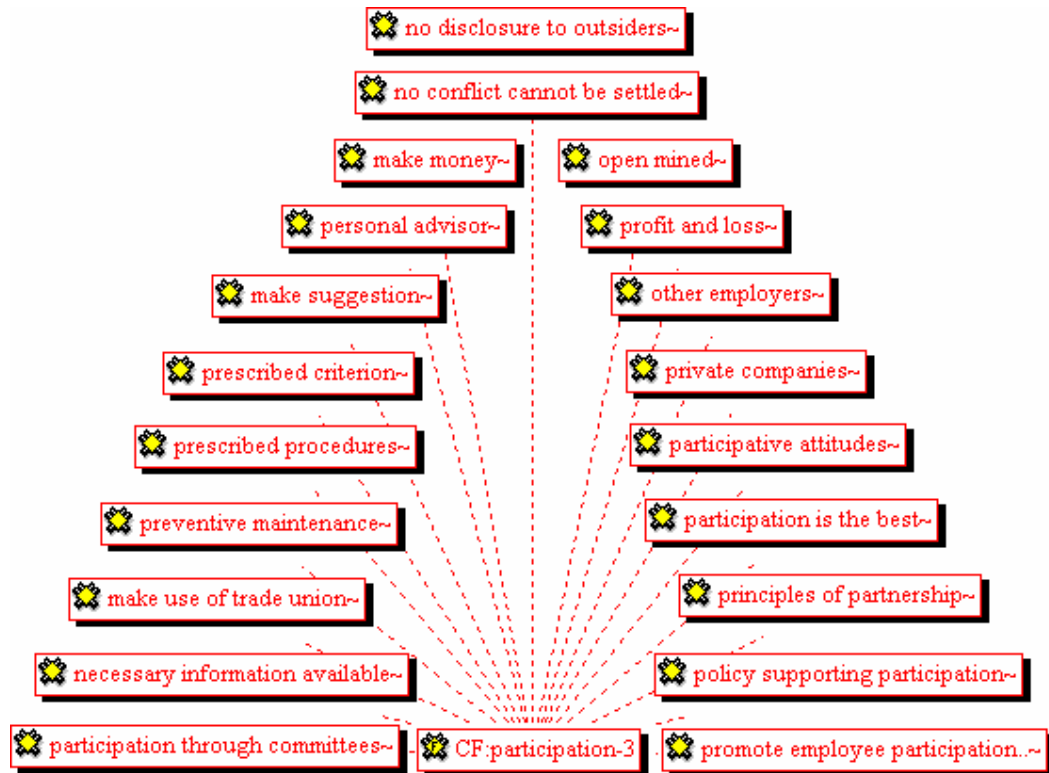 no disclosure to outsiders~
no conflict cannot be settled~
make money~
open mined~
personal advisor~
profit and loss~
make suggestion~
other employers~
prescribed criterion~
private companies~
prescribed procedures~
participative attitudes~
preventive maintenance~
participation is the best~
make use of trade union~
principles of partnership~
necessary information available~
policy supporting participation~
participation through committees~
CF:participation-3
promote employee participation..~